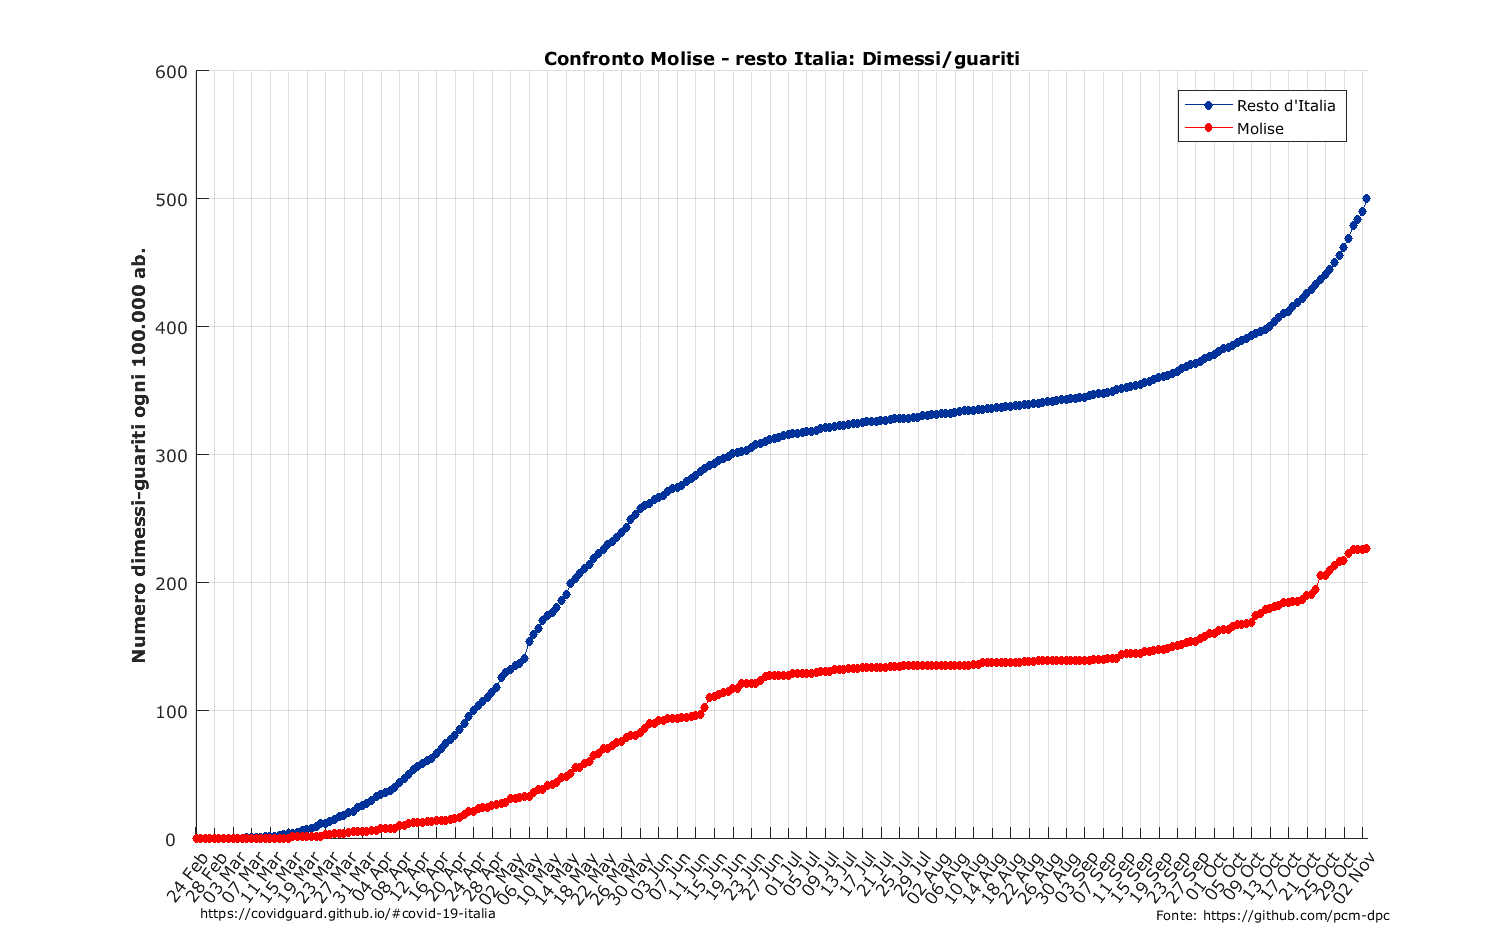 Confronto Molise - resto Italia: Dimessi/guariti
600
500
400
300
200
100
0
Numero dimessi-guariti ogni 100.000 ab.
Resto d'Italia
Molise
24 Feb
28 Feb
03 Mar
07 Mar
11 Mar
15 Mar
19 Mar
23 Mar
27 Mar
31 Mar
04 Apr
08 Apr
12 Apr
16 Apr
20 Apr
24 Apr
28 Apr
02 May
06 May
10 May
14 May
18 May
22 May
26 May
30 May
03 Jun
07 Jun
11 Jun
15 Jun
19 Jun
23 Jun
27 Jun
01 Jul
05 Jul
09 Jul
13 Jul
17 Jul
21 Jul
25 Jul
29 Jul
02 Aug
06 Aug
10 Aug
14 Aug
18 Aug
22 Aug
26 Aug
30 Aug
03 Sep
07 Sep
11 Sep
15 Sep
19 Sep
23 Sep
27 Sep
01 Oct
05 Oct
09 Oct
13 Oct
17 Oct
21 Oct
25 Oct
29 Oct
02 Nov
https://covidguard.github.io/#covid-19-italia
Fonte: https://github.com/pcm-dpc